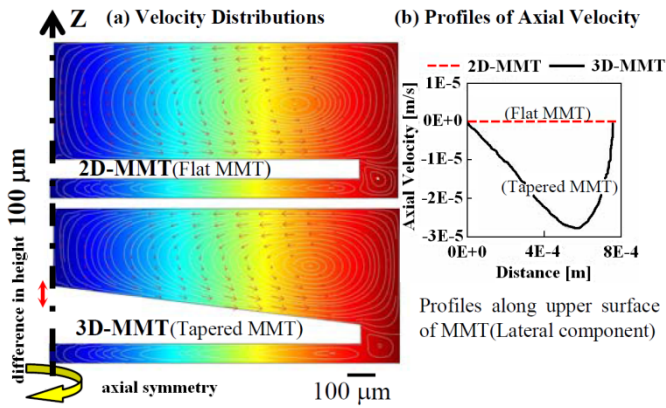 Z
(a) Velocity Distributions
2D-MMT(Flat MMT)
3D-MMT(Tapered MMT)
difference in height 100 μm
axial symmetry
100 μm
(b) Profiles of Axial Velocity
2D-MMT 3D-MMT
Axial Velocity [m/s]
1E-5
0E+0
-1E-5
-2E-5
-3E-5
(Flat MMT)
(Tapered MMT)
0E+0 4E-4 8E-4
Distance [m]
Profiles along upper surface
of MMT(Lateral component)